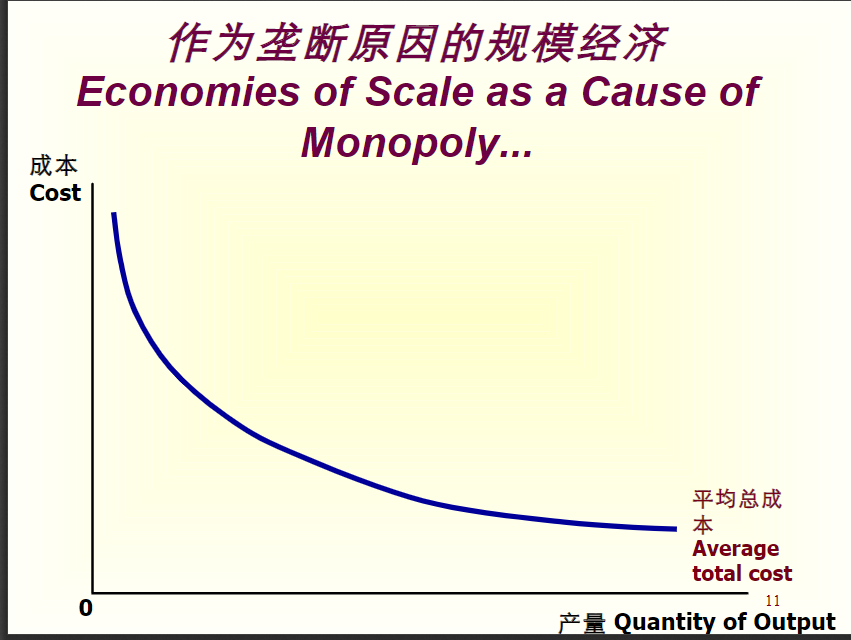 作为垄断原因的规模经济
Economies of Scale as a Cause of
Monopoly...
成本
Cost
平均总成
本
Average
total cost
0
11
产量 Quantity of Output